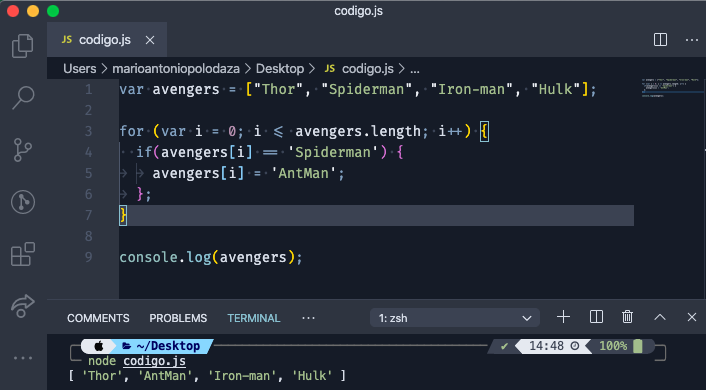 codigo.js
JS codigo.js
Users › marioantoniopolodaza › Desktop › JS codigo.js › ...
1 var avengers = ["Thor", "Spiderman", "Iron-man", "Hulk"];
2
3 for (var i = 0; i <= avengers.length; i++) {
4 if(avengers[i] == 'Spiderman') {
5 avengers[i] = 'AntMan';
6 };
7 }
8
9 console.log(avengers);
COMMENTS PROBLEMS TERMINAL ... 1: zsh
~/Desktop ✔ 14:48 100%
node codigo.js
[ 'Thor', 'AntMan', 'Iron-man', 'Hulk' ]